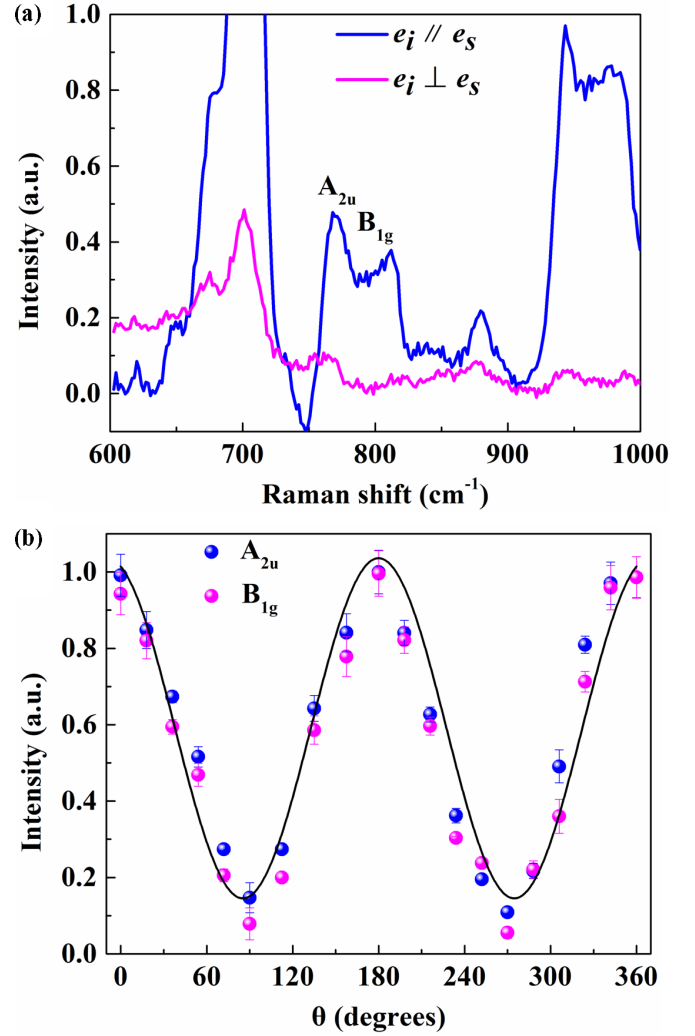 (a)
1.0
0.8
0.6
0.4
0.2
0.0
Intensity (a.u.)
e_i // e_s
e_i ⊥ e_s
A_2u
B_1g
600 700 800 900 1000
Raman shift (cm⁻¹)
(b)
1.0
0.8
0.6
0.4
0.2
0.0
Intensity (a.u.)
A_2u
B_1g
0 60 120 180 240 300 360
θ (degrees)